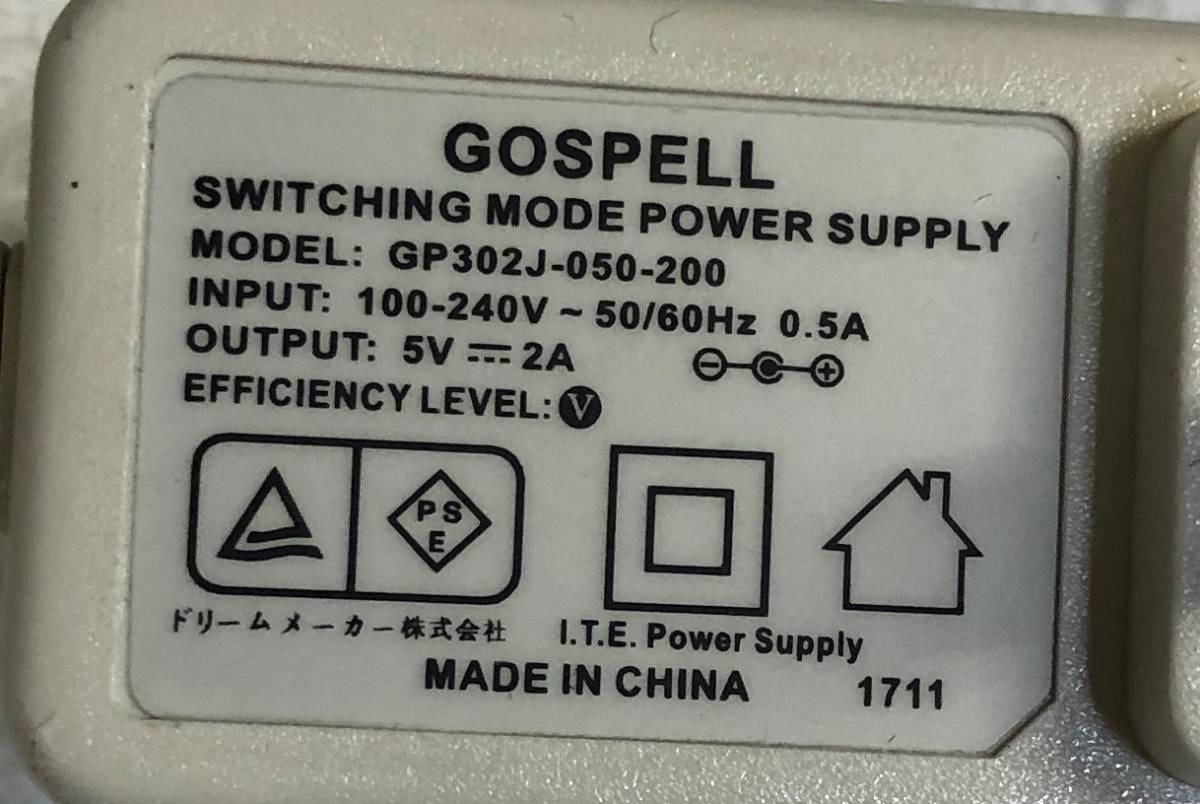 GOSPELL
SWITCHING MODE POWER SUPPLY
MODEL: GP302J-050-200
INPUT: 100-240V ~ 50/60Hz 0.5A
OUTPUT: 5V ⎓ 2A
EFFICIENCY LEVEL: V
PS
E
ドリームメーカー株式会社
I.T.E. Power Supply
MADE IN CHINA 1711